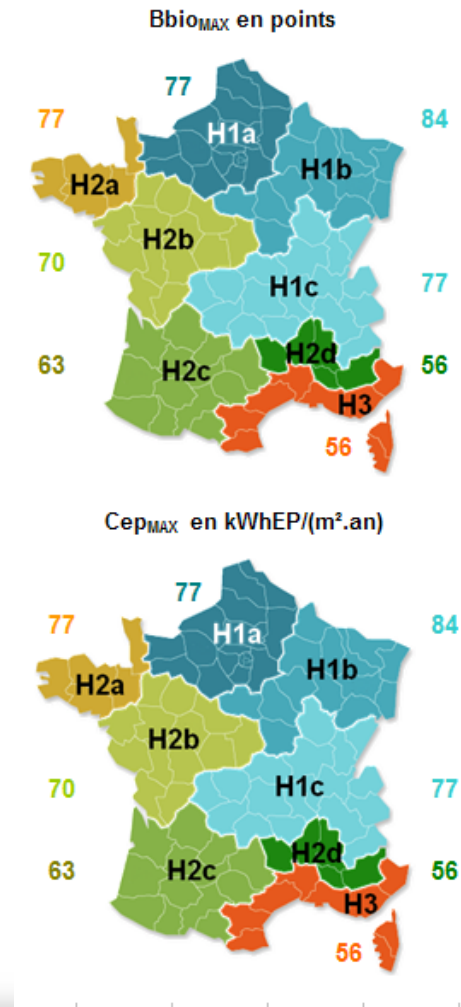 BbioMAX en points
77
77
84
H1a
H1b
H2a
H2b
70
77
H1c
H2d
63
H2c
56
H3
56
CepMAX en kWhEP/(m².an)
77
77
84
H1a
H1b
H2a
H2b
70
H1c
77
H2d
63
H2c
56
H3
56